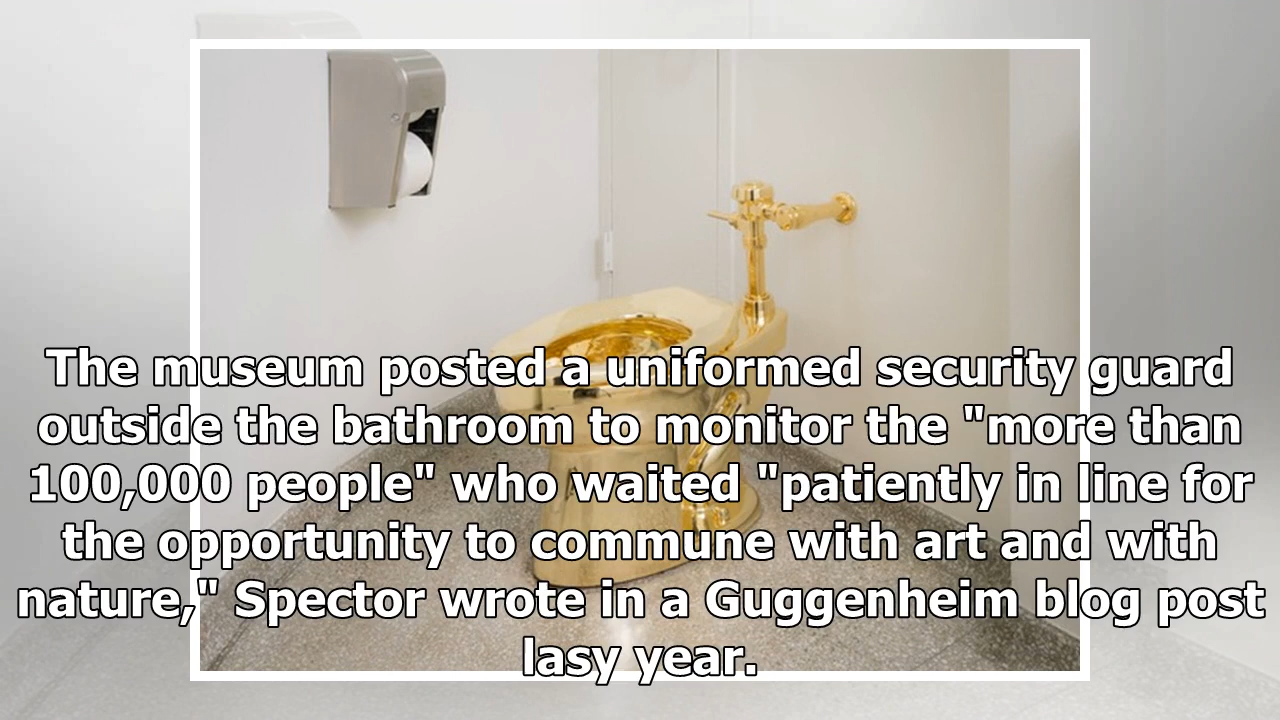 The museum posted a uniformed security guard
outside the bathroom to monitor the "more than
100,000 people" who waited "patiently in line for
the opportunity to commune with art and with
nature," Spector wrote in a Guggenheim blog post
lasy year.